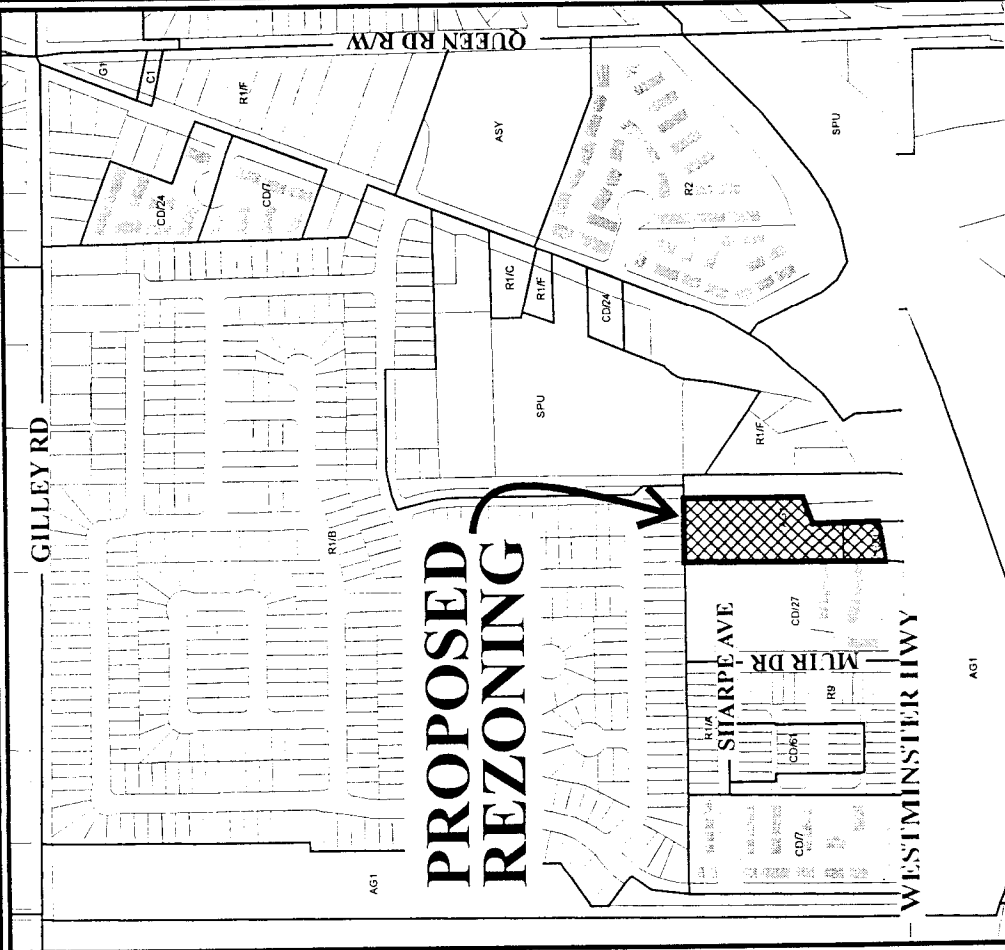 QUEEN RD R/W
G1
C1
R1/F
ASY
SPU
CD/24
CD/7
R2
R1/C
R1/F
CD/24
GILLEY RD
SPU
R1/F
R1/B
PROPOSED
REZONING
CD/27
SHARPE AVE
MUIR DR
R9
R1/A
CD/61
AG1
AG1
CD/7
WESTMINSTER HWY